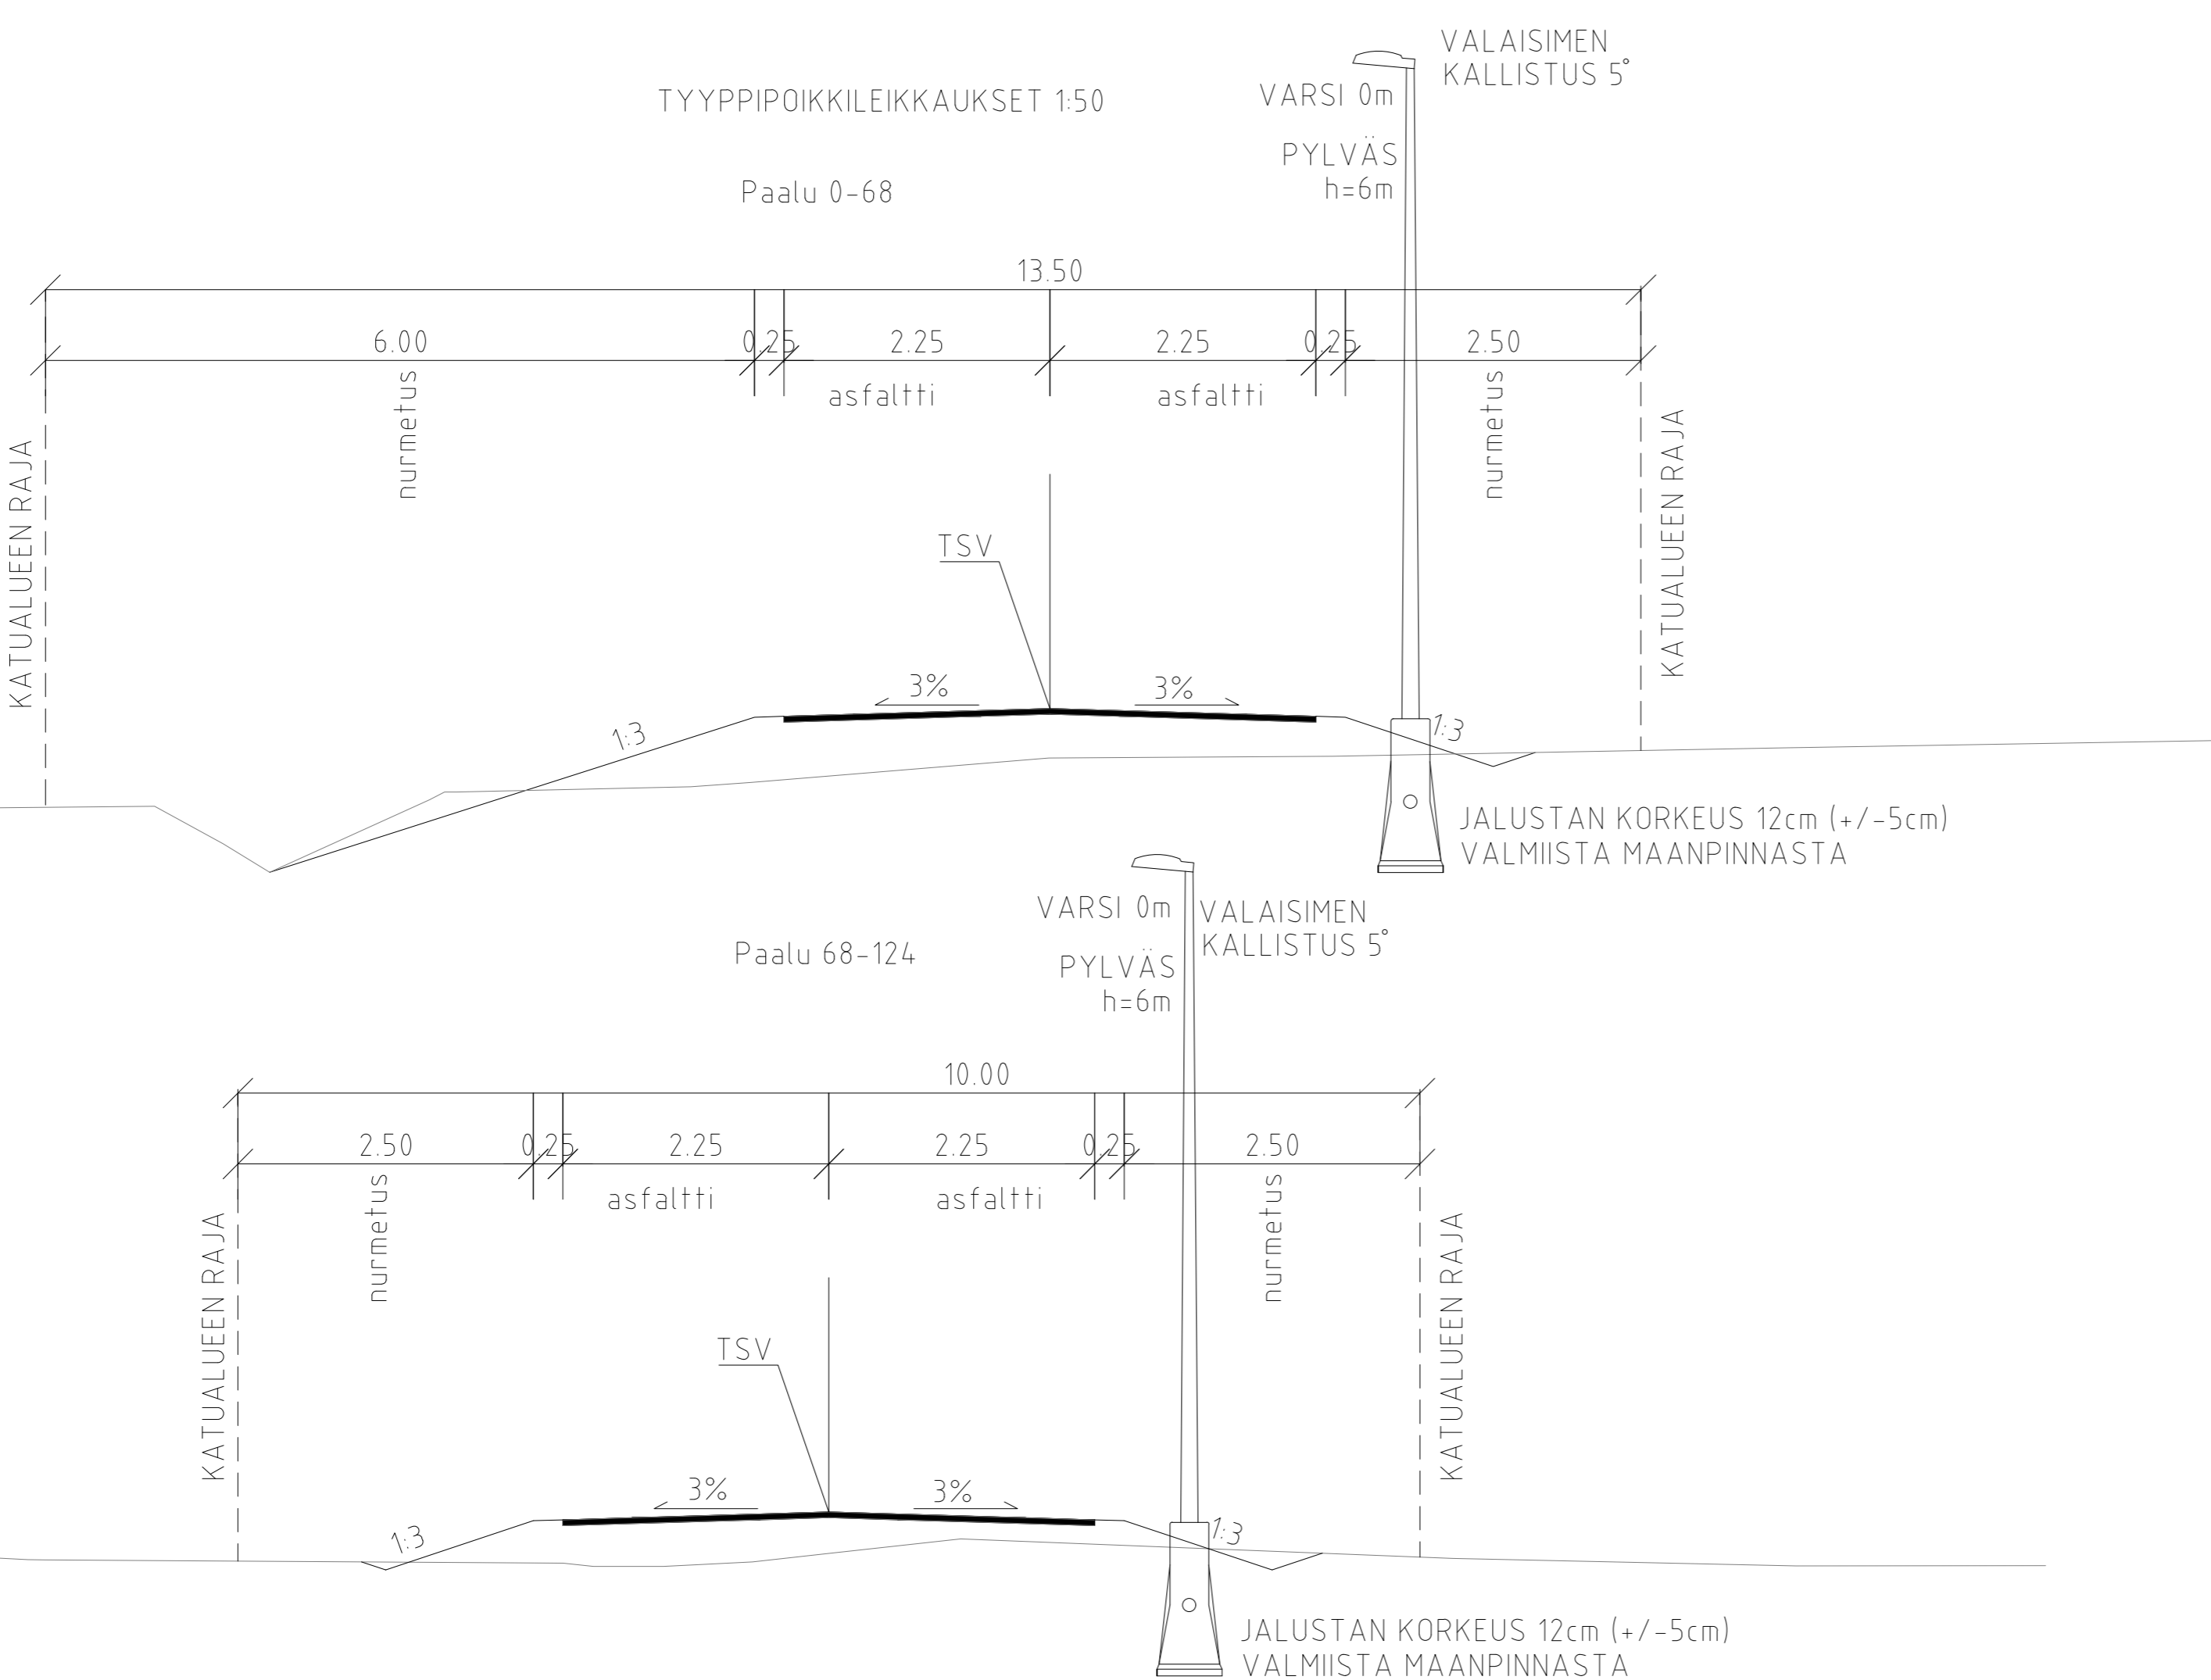 VALAISIMEN
KALLISTUS 5°
TYYPPIPOIKKILEIKKAUKSET 1:50
VARSI 0m
PYLVÄS
h=6m
Paalu 0-68
13.50
6.00
0.25
2.25
2.25
0.25
2.50
nurmetus
asfaltti
asfaltti
nurmetus
KATUALUEEN RAJA
KATUALUEEN RAJA
TSV
3%
3%
1:3
1:3
JALUSTAN KORKEUS 12cm (+/-5cm)
VALMIISTA MAANPINNASTA
VARSI 0m
VALAISIMEN
KALLISTUS 5°
Paalu 68-124
PYLVÄS
h=6m
10.00
2.50
0.25
2.25
2.25
0.25
2.50
nurmetus
asfaltti
asfaltti
nurmetus
KATUALUEEN RAJA
KATUALUEEN RAJA
TSV
3%
3%
1:3
1:3
JALUSTAN KORKEUS 12cm (+/-5cm)
VALMIISTA MAANPINNASTA